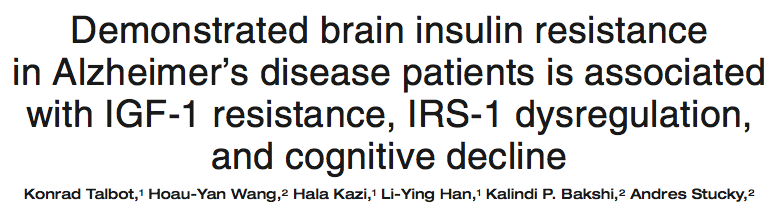 Demonstrated brain insulin resistance
in Alzheimer’s disease patients is associated
with IGF-1 resistance, IRS-1 dysregulation,
and cognitive decline
Konrad Talbot,¹ Hoau-Yan Wang,² Hala Kazi,¹ Li-Ying Han,¹ Kalindi P. Bakshi,² Andres Stucky,²